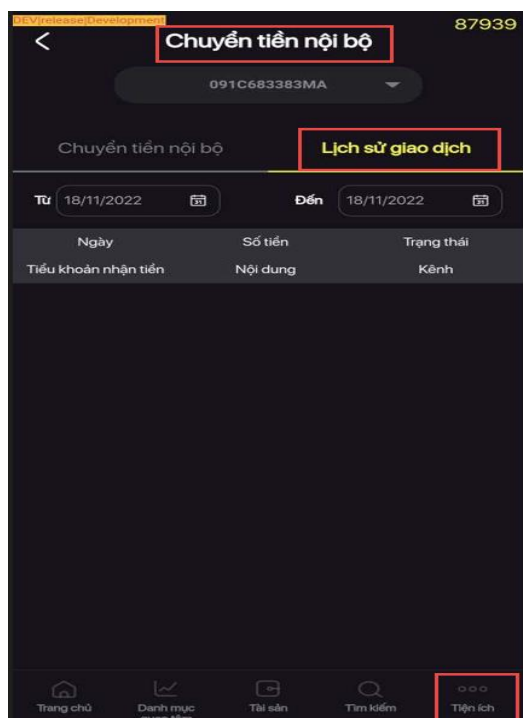 DEV|release|Development
87939
Chuyển tiền nội bộ
091C683383MA
Chuyển tiền nội bộ Lịch sử giao dịch
Từ 18/11/2022 Đến 18/11/2022
Ngày Số tiền Trạng thái
Tiểu khoản nhận tiền Nội dung Kênh
Trang chủ Danh mục Tài sản Tìm kiếm Tiện ích
quan tâm